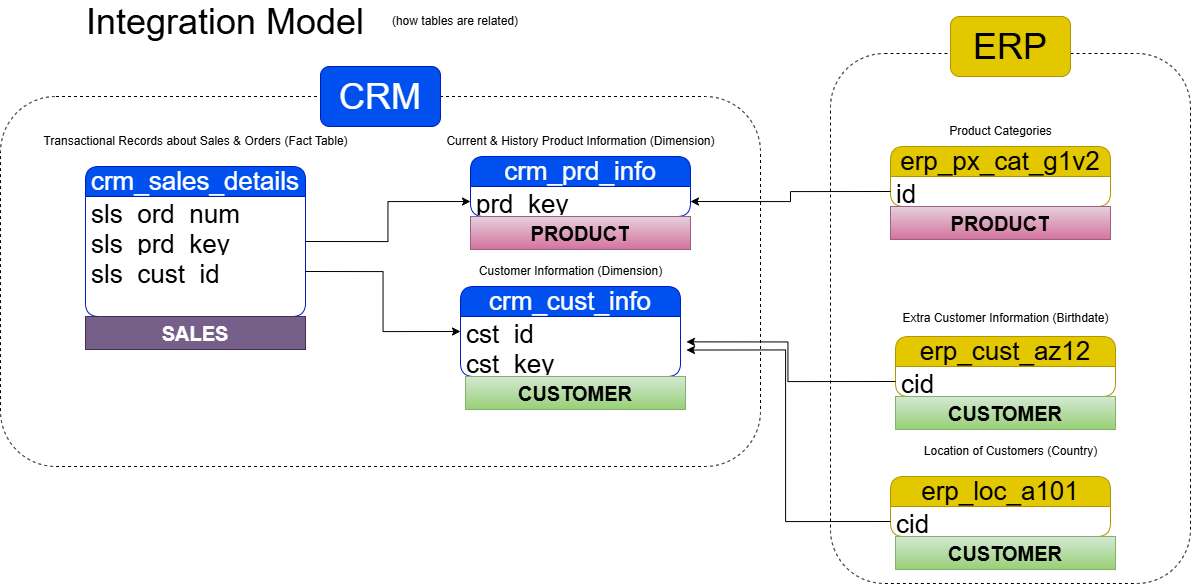 Integration Model (how tables are related)
CRM
Transactional Records about Sales & Orders (Fact Table)
crm_sales_details
sls_ord_num
sls_prd_key
sls_cust_id
SALES
Current & History Product Information (Dimension)
crm_prd_info
prd_key
PRODUCT
Customer Information (Dimension)
crm_cust_info
cst_id
cst_key
CUSTOMER
ERP
Product Categories
erp_px_cat_g1v2
id
PRODUCT
Extra Customer Information (Birthdate)
erp_cust_az12
cid
CUSTOMER
Location of Customers (Country)
erp_loc_a101
cid
CUSTOMER